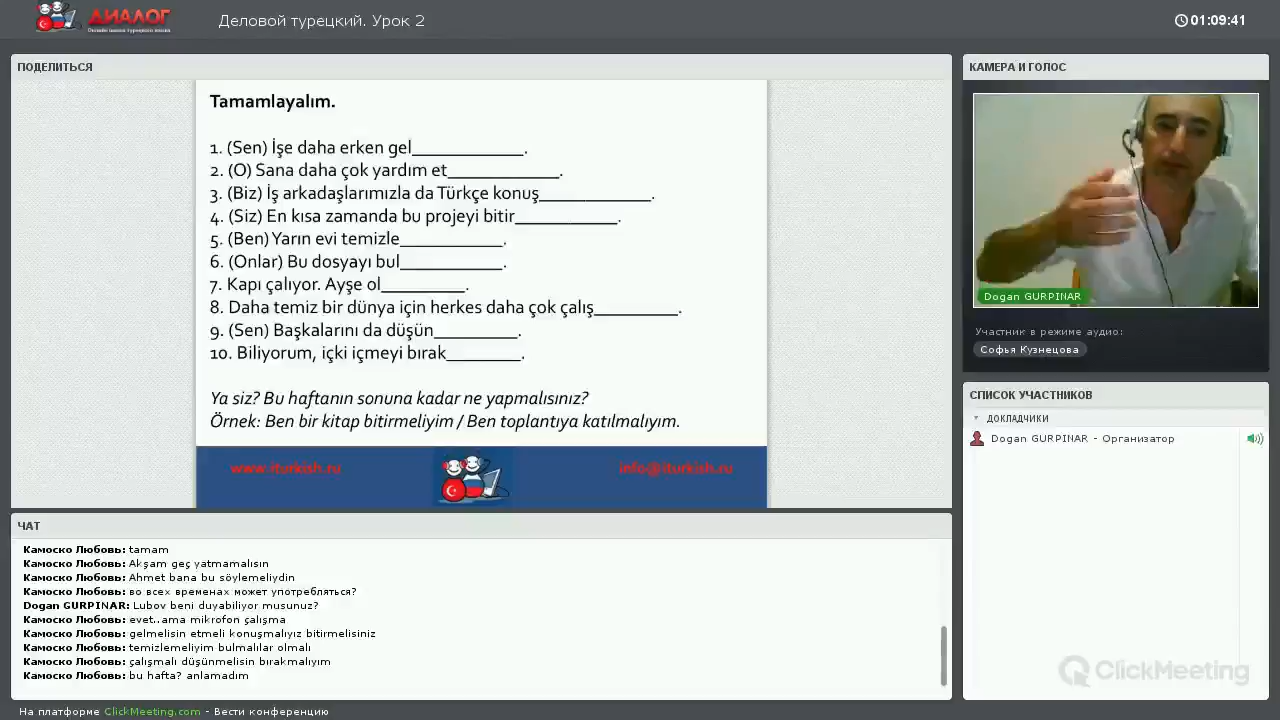 ДИАЛОГ
Онлайн школа турецкого языка
Деловой турецкий. Урок 2
01:09:41
ПОДЕЛИТЬСЯ
Tamamlayalım.
1. (Sen) İşe daha erken gel____________.
2. (O) Sana daha çok yardım et____________.
3. (Biz) İş arkadaşlarımızla da Türkçe konuş____________.
4. (Siz) En kısa zamanda bu projeyi bitir___________.
5. (Ben) Yarın evi temizle___________.
6. (Onlar) Bu dosyayı bul___________.
7. Kapı çalıyor. Ayşe ol_________.
8. Daha temiz bir dünya için herkes daha çok çalış_________.
9. (Sen) Başkalarını da düşün_________.
10. Biliyorum, içki içmeyi bırak________.
Ya siz? Bu haftanın sonuna kadar ne yapmalısınız?
Örnek: Ben bir kitap bitirmeliyim / Ben toplantıya katılmalıyım.
www.iturkish.ru
info@iturkish.ru
КАМЕРА И ГОЛОС
Dogan GURPINAR
Участник в режиме аудио:
Софья Кузнецова
СПИСОК УЧАСТНИКОВ
ДОКЛАДЧИКИ
Dogan GURPINAR - Организатор
ЧАТ
Камоско Любовь: tamam
Камоско Любовь: Akşam geç yatmamalısın
Камоско Любовь: Ahmet bana bu söylemeliydin
Камоско Любовь: во всех временах может употребляться?
Dogan GURPINAR: Lubov beni duyabiliyor musunuz?
Камоско Любовь: evet..ama mikrofon çalışma
Камоско Любовь: gelmelisin etmeli konuşmalıyız bitirmelisiniz
Камоско Любовь: temizlemeliyim bulmalılar olmalı
Камоско Любовь: çalışmalı düşünmelisin bırakmalıyım
Камоско Любовь: bu hafta? anlamadım
ClickMeeting
На платформе ClickMeeting.com - Вести конференцию